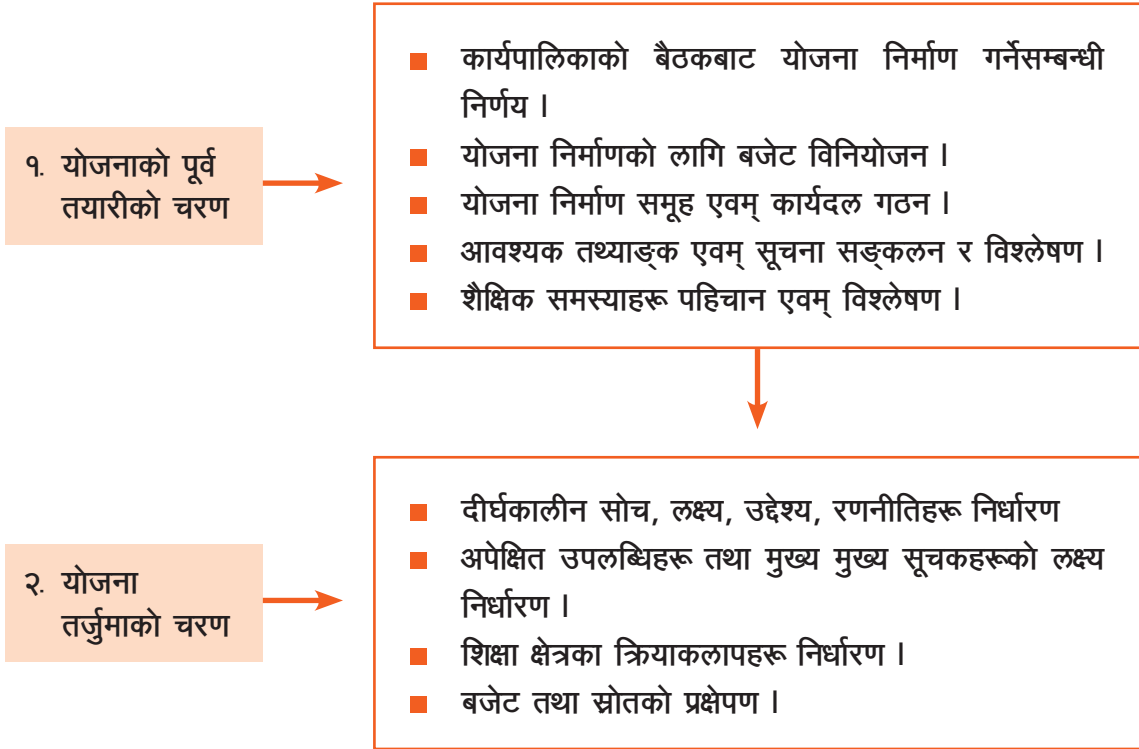 १. योजनाको पूर्व
तयारीको चरण
■ कार्यपालिकाको बैठकबाट योजना निर्माण गर्नेसम्बन्धी
निर्णय ।
■ योजना निर्माणको लागि बजेट विनियोजन ।
■ योजना निर्माण समूह एवम् कार्यदल गठन ।
■ आवश्यक तथ्याङ्क एवम् सूचना सङ्कलन र विश्लेषण ।
■ शैक्षिक समस्याहरू पहिचान एवम् विश्लेषण ।
२. योजना
तर्जुमाको चरण
■ दीर्घकालीन सोच, लक्ष्य, उद्देश्य, रणनीतिहरू निर्धारण
■ अपेक्षित उपलब्धिहरू तथा मुख्य मुख्य सूचकहरूको लक्ष्य
निर्धारण ।
■ शिक्षा क्षेत्रका क्रियाकलापहरू निर्धारण ।
■ बजेट तथा स्रोतको प्रक्षेपण ।